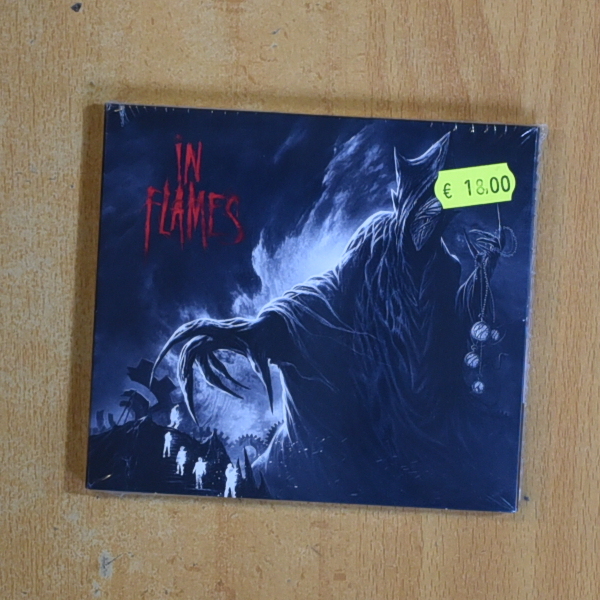 IN
FLAMES
€ 18.00